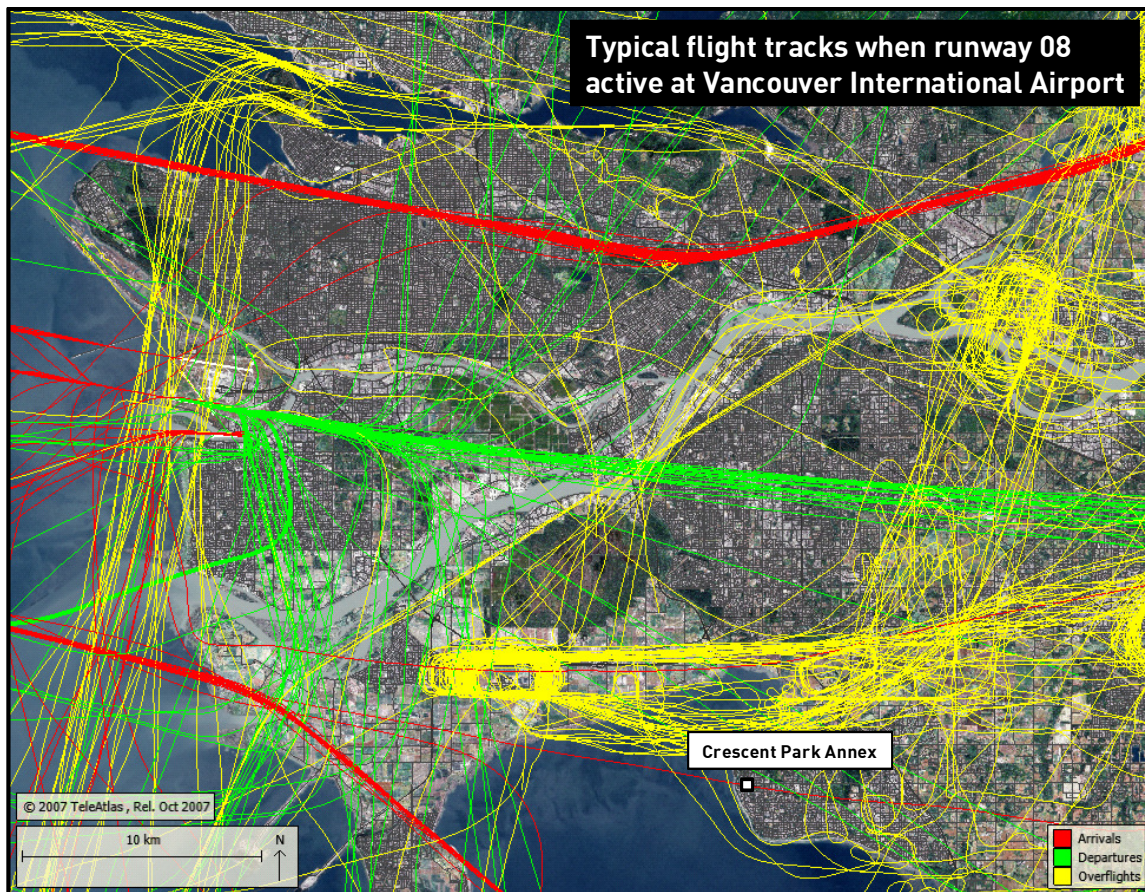 Typical flight tracks when runway 08
active at Vancouver International Airport
Crescent Park Annex
© 2007 TeleAtlas , Rel. Oct 2007
10 km
N
Arrivals
Departures
Overflights